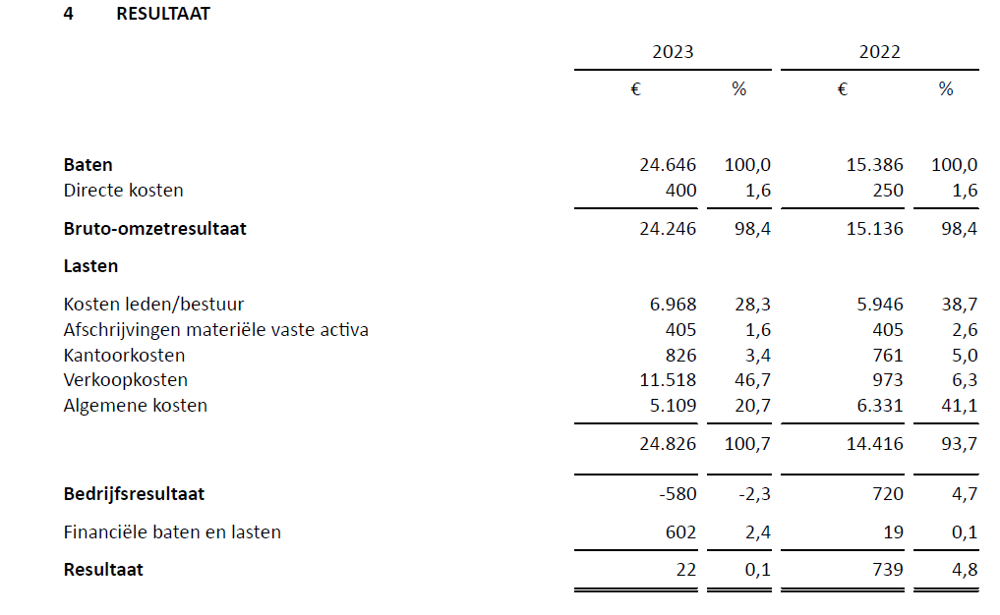 4 RESULTAAT
2023 2022
€ % € %
Baten 24.646 100,0 15.386 100,0
Directe kosten 400 1,6 250 1,6
Bruto-omzetresultaat 24.246 98,4 15.136 98,4
Lasten
Kosten leden/bestuur 6.968 28,3 5.946 38,7
Afschrijvingen materiële vaste activa 405 1,6 405 2,6
Kantoorkosten 826 3,4 761 5,0
Verkoopkosten 11.518 46,7 973 6,3
Algemene kosten 5.109 20,7 6.331 41,1
24.826 100,7 14.416 93,7
Bedrijfsresultaat -580 -2,3 720 4,7
Financiële baten en lasten 602 2,4 19 0,1
Resultaat 22 0,1 739 4,8